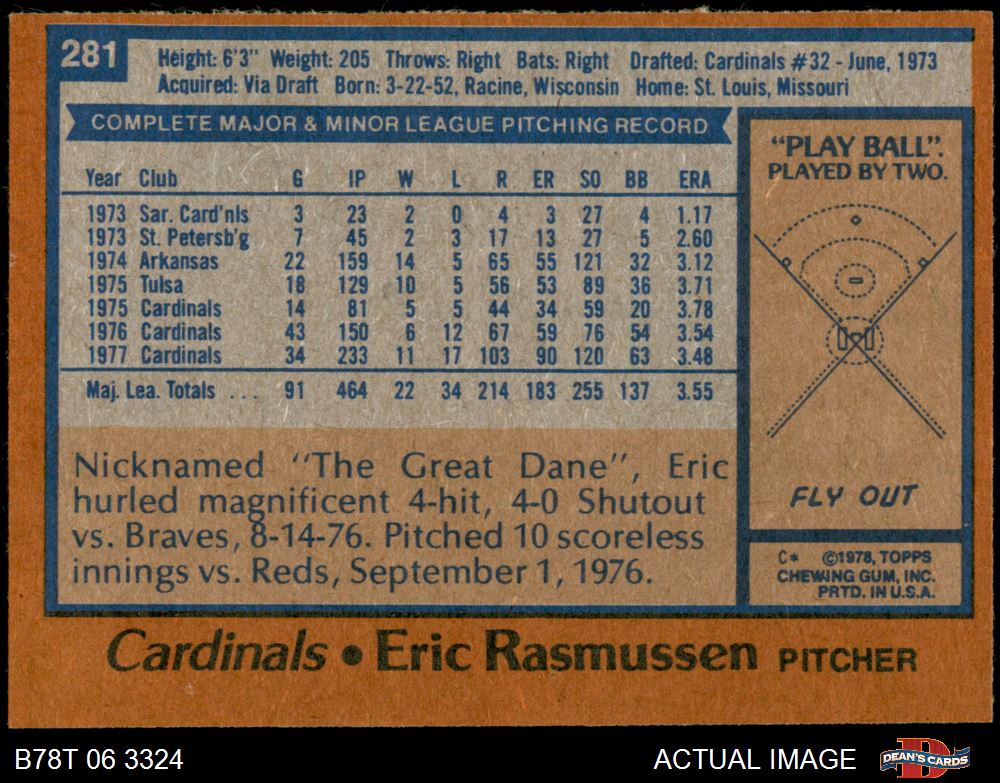 281
Height: 6'3" Weight: 205 Throws: Right Bats: Right Drafted: Cardinals #32 - June, 1973
Acquired: Via Draft Born: 3-22-52, Racine, Wisconsin Home: St. Louis, Missouri
COMPLETE MAJOR & MINOR LEAGUE PITCHING RECORD
Year Club G IP W L R ER SO BB ERA
1973 Sar. Card'nls 3 23 2 0 4 3 27 4 1.17
1973 St. Petersb'g 7 45 2 3 17 13 27 5 2.60
1974 Arkansas 22 159 14 5 65 55 121 32 3.12
1975 Tulsa 18 129 10 5 56 53 89 36 3.71
1975 Cardinals 14 81 5 5 44 34 59 20 3.78
1976 Cardinals 43 150 6 12 67 59 76 54 3.54
1977 Cardinals 34 233 11 17 103 90 120 63 3.48
Maj. Lea. Totals ... 91 464 22 34 214 183 255 137 3.55
Nicknamed "The Great Dane", Eric
hurled magnificent 4-hit, 4-0 Shutout
vs. Braves, 8-14-76. Pitched 10 scoreless
innings vs. Reds, September 1, 1976.
"PLAY BALL".
PLAYED BY TWO.
FLY OUT
C* ©1978, TOPPS
CHEWING GUM, INC.
PRTD. IN U.S.A.
Cardinals • Eric Rasmussen PITCHER
B78T 06 3324
ACTUAL IMAGE
D
DEAN'S CARDS